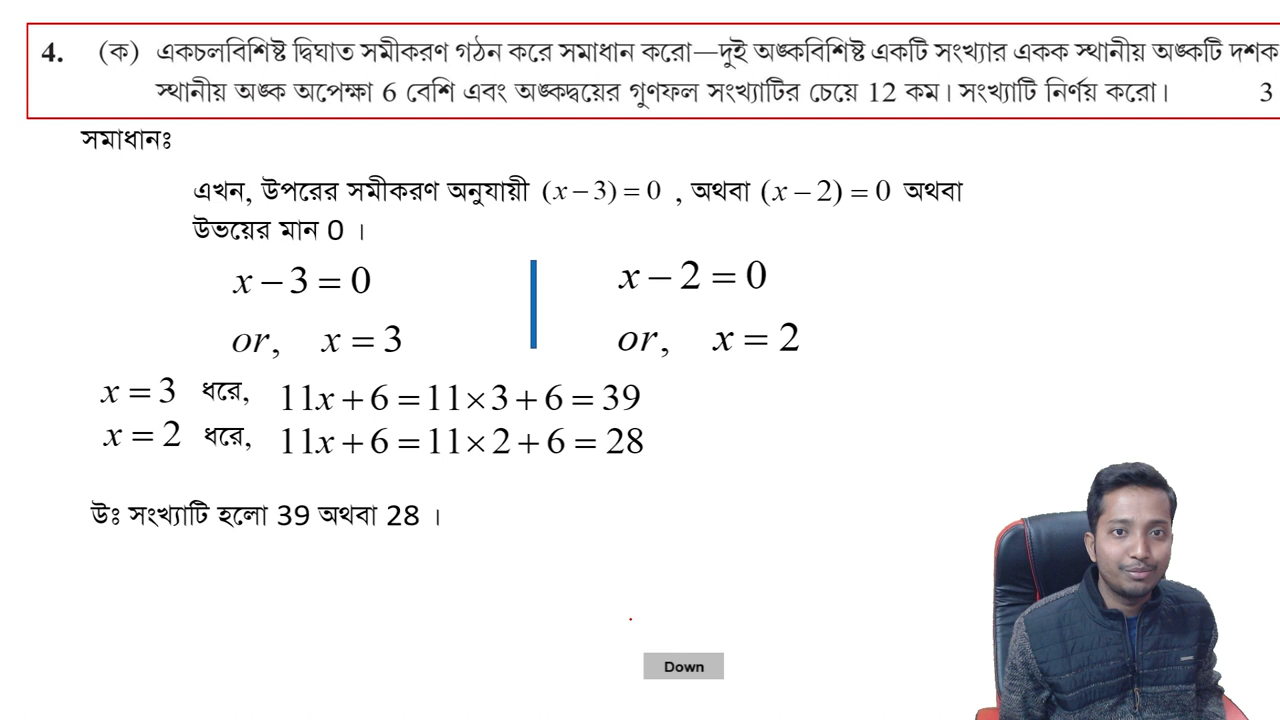 4. (ক) একচলবিশিষ্ট দ্বিঘাত সমীকরণ গঠন করে সমাধান করো—দুই অঙ্কবিশিষ্ট একটি সংখ্যার একক স্থানীয় অঙ্কটি দশক
স্থানীয় অঙ্ক অপেক্ষা 6 বেশি এবং অঙ্কদ্বয়ের গুণফল সংখ্যাটির চেয়ে 12 কম। সংখ্যাটি নির্ণয় করো। 3
সমাধানঃ
এখন, উপরের সমীকরণ অনুযায়ী (x−3)=0 , অথবা (x−2)=0 অথবা
উভয়ের মান 0 ।
x−3=0 x−2=0
or, x=3 or, x=2
x=3 ধরে, 11x+6=11×3+6=39
x=2 ধরে, 11x+6=11×2+6=28
উঃ সংখ্যাটি হলো 39 অথবা 28 ।
Down